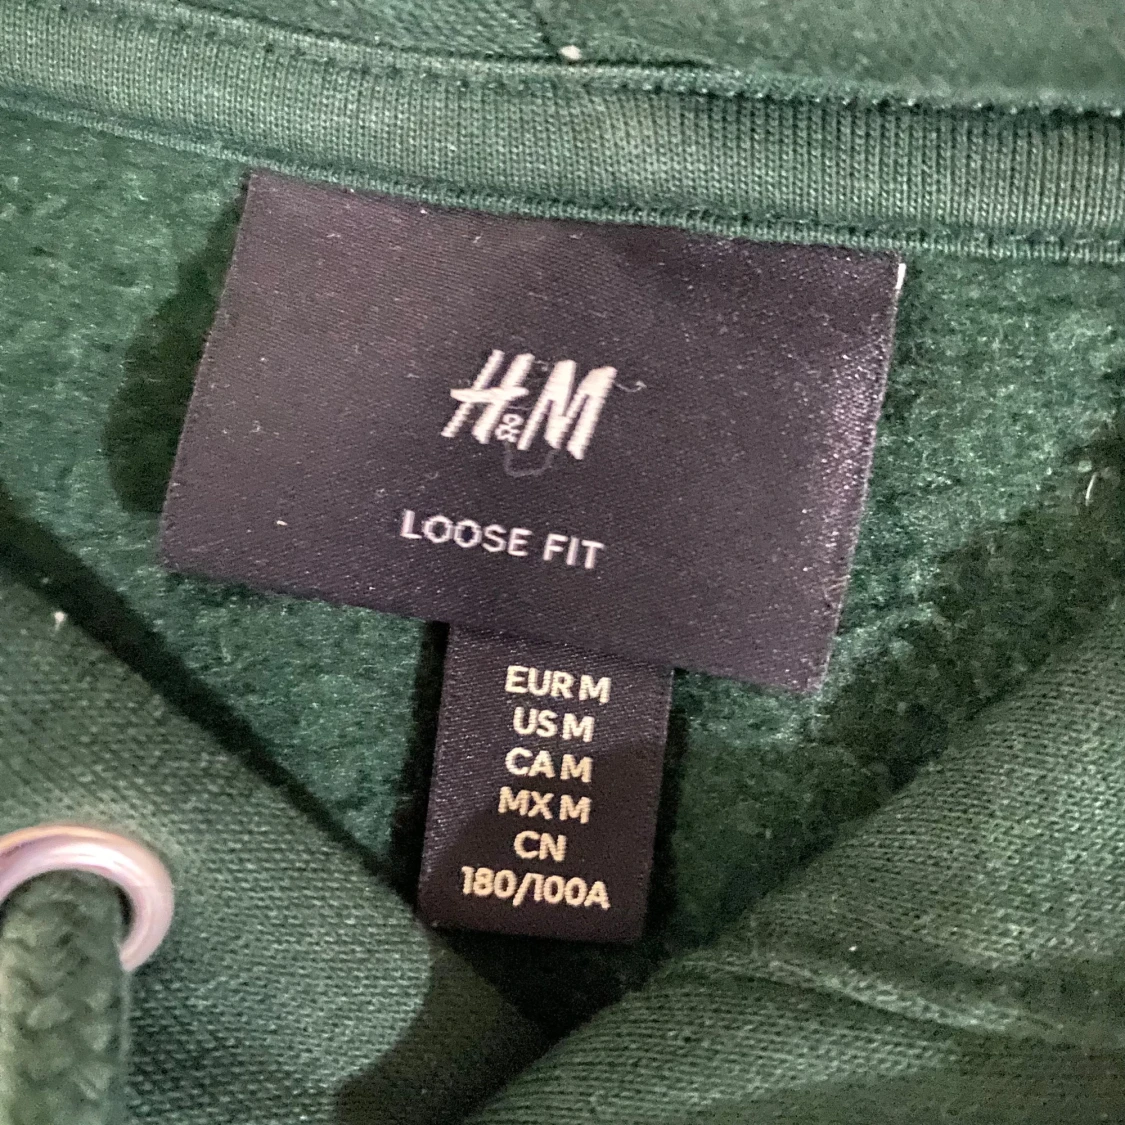 H&M
LOOSE FIT
EUR M
US M
CA M
MX M
CN
180/100A